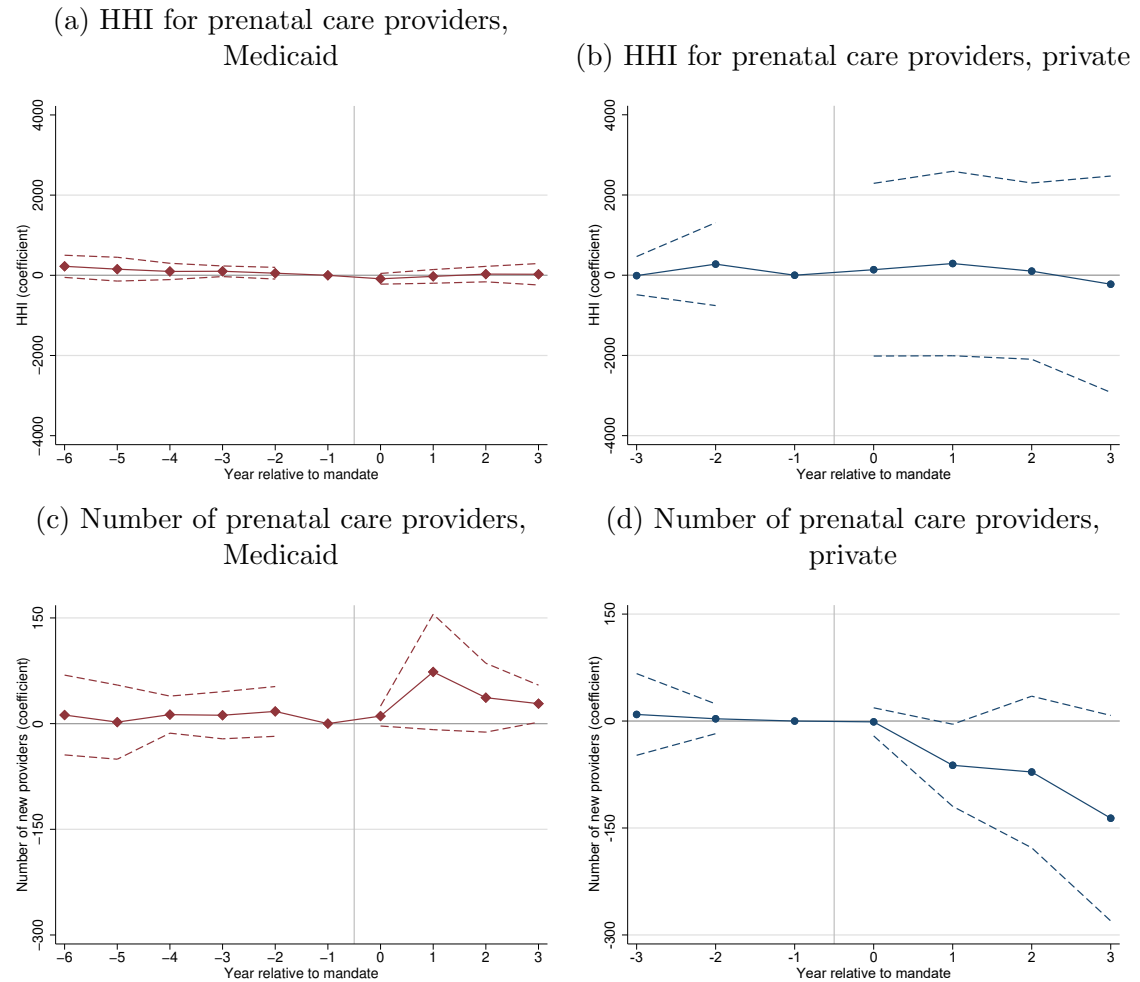 (a) HHI for prenatal care providers,
Medicaid
HHI (coefficient)
4000
2000
0
-2000
-4000
-6 -5 -4 -3 -2 -1 0 1 2 3
Year relative to mandate
(b) HHI for prenatal care providers, private
HHI (coefficient)
4000
2000
0
-2000
-4000
-3 -2 -1 0 1 2 3
Year relative to mandate
(c) Number of prenatal care providers,
Medicaid
Number of new providers (coefficient)
150
0
-150
-300
-6 -5 -4 -3 -2 -1 0 1 2 3
Year relative to mandate
(d) Number of prenatal care providers,
private
Number of new providers (coefficient)
150
0
-150
-300
-3 -2 -1 0 1 2 3
Year relative to mandate